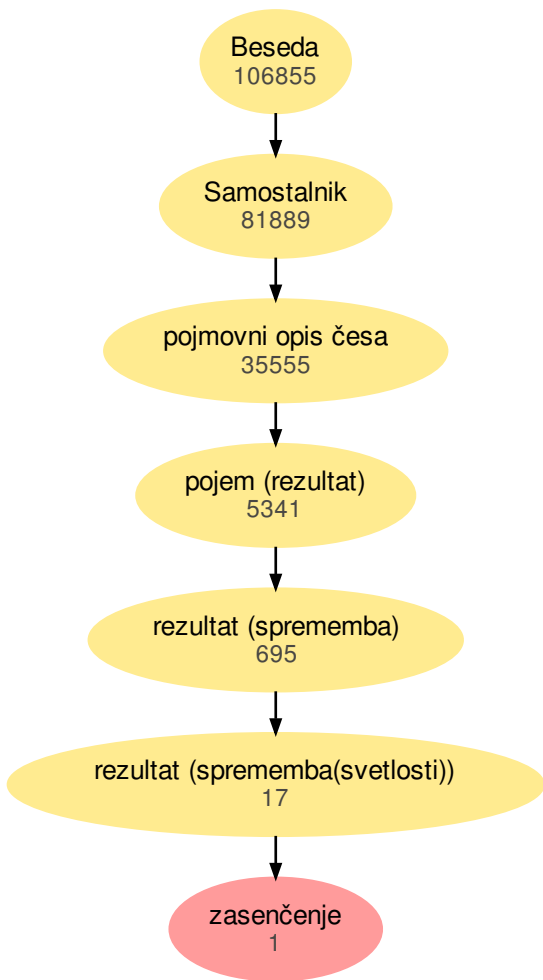 Beseda
106855
Samostalnik
81889
pojmovni opis česa
35555
pojem (rezultat)
5341
rezultat (sprememba)
695
rezultat (sprememba(svetlosti))
17
zasenčenje
1